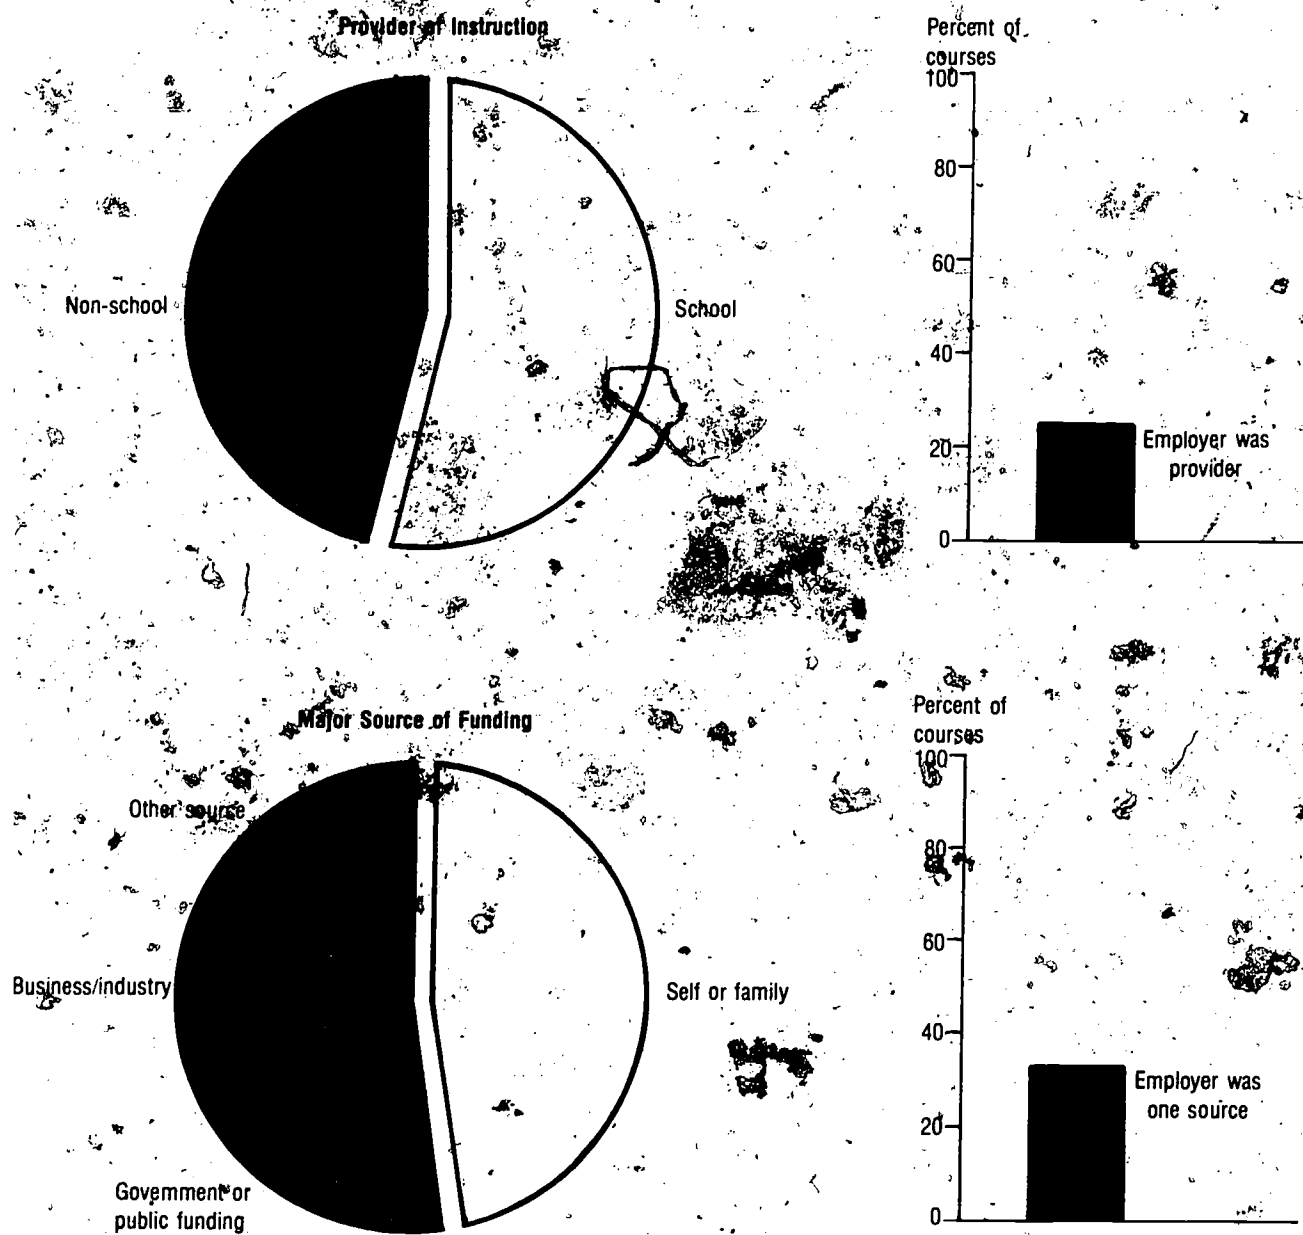 Provider of Instruction
Non-school
School
Percent of
courses
100
80
60
40
20
0
Employer was
provider
Major Source of Funding
Other source
Business/industry
Government or
public funding
Self or family
Percent of
courses
100
80
60
40
20
0
Employer was
one source